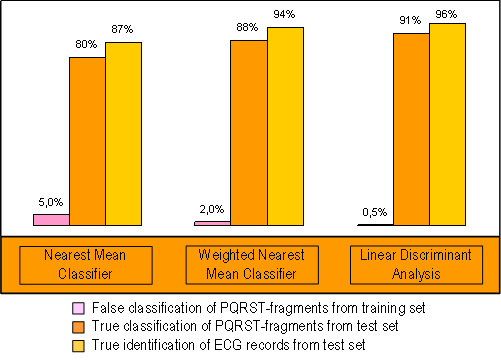 94%
96%
91%
87%
88%
80%
5,0%
2,0%
0,5%
Nearest Mean
Classifier
Weighted Nearest
Mean Classifier
Linear Discriminant
Analysis
False classification of PQRST-fragments from training set
True classification of PQRST-fragments from test set
True identification of ECG records from test set